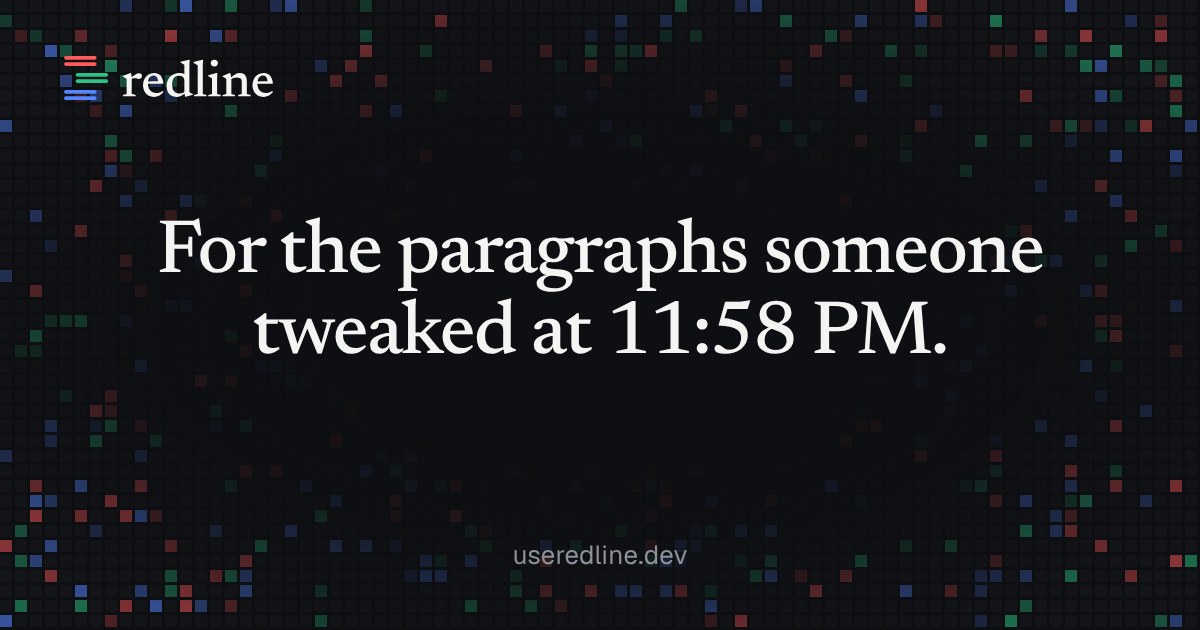 redline
For the paragraphs someone
tweaked at 11:58 PM.
useredline.dev